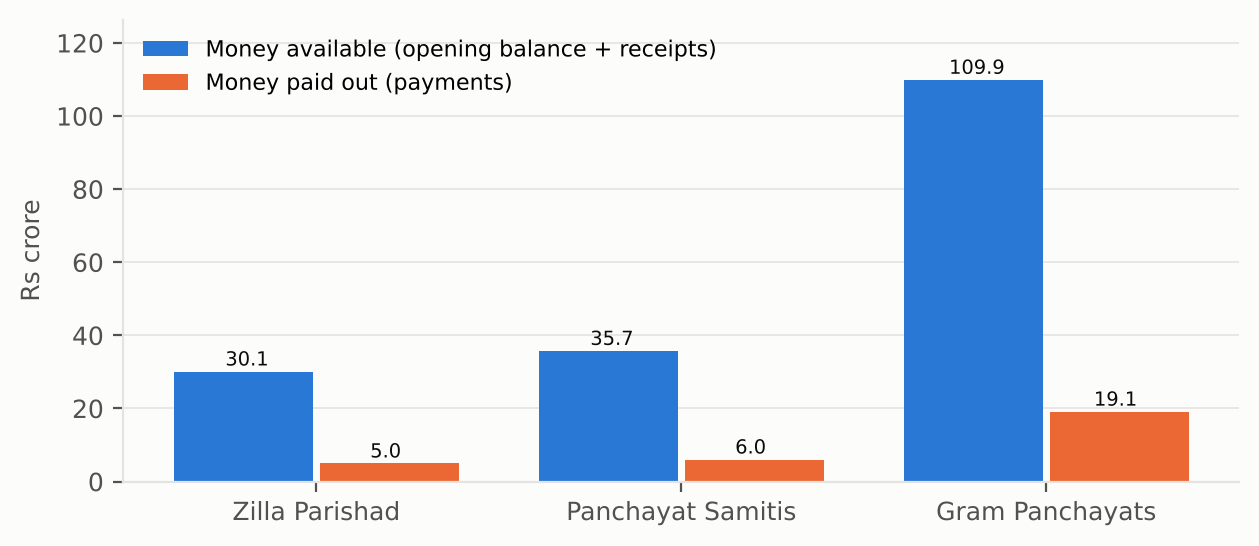 Money available (opening balance + receipts)
Money paid out (payments)
Rs crore
120
100
80
60
40
20
0
30.1
5.0
35.7
6.0
109.9
19.1
Zilla Parishad
Panchayat Samitis
Gram Panchayats